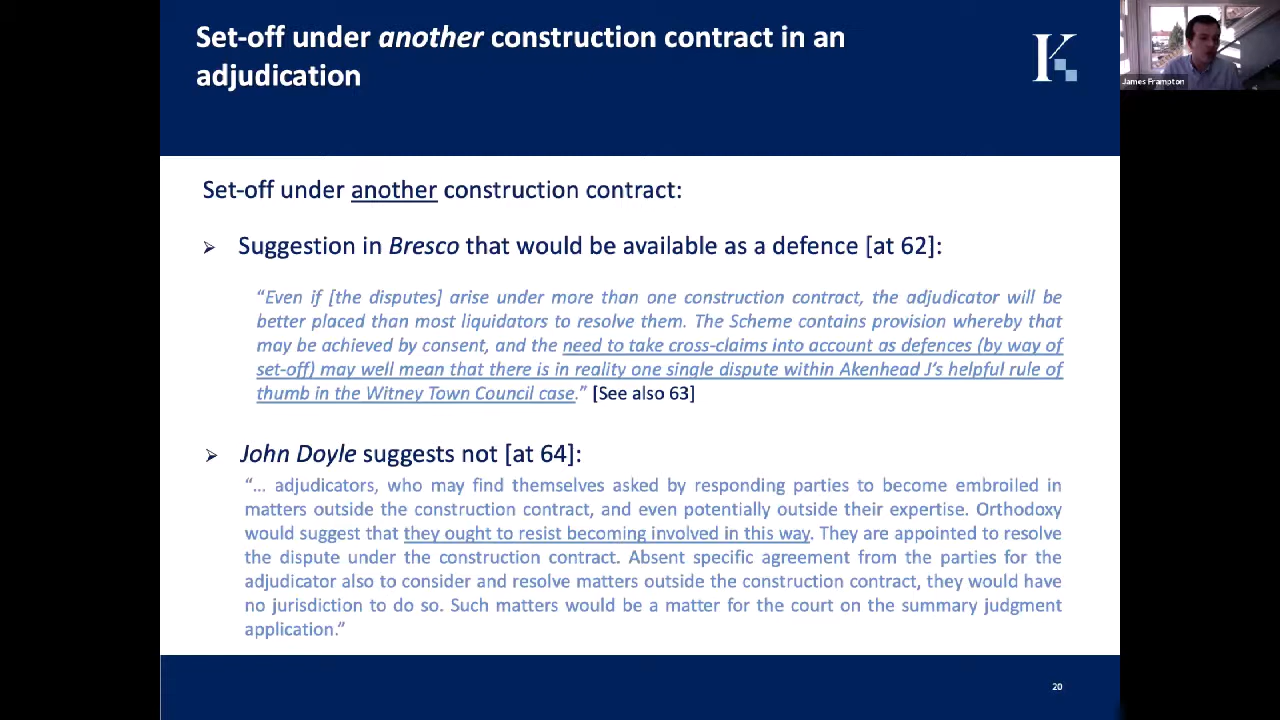 Set-off under another construction contract in an
adjudication
K
James Frampton
Set-off under another construction contract:
➢ Suggestion in Bresco that would be available as a defence [at 62]:
“Even if [the disputes] arise under more than one construction contract, the adjudicator will be
better placed than most liquidators to resolve them. The Scheme contains provision whereby that
may be achieved by consent, and the need to take cross-claims into account as defences (by way of
set-off) may well mean that there is in reality one single dispute within Akenhead J’s helpful rule of
thumb in the Witney Town Council case.” [See also 63]
➢ John Doyle suggests not [at 64]:
“… adjudicators, who may find themselves asked by responding parties to become embroiled in
matters outside the construction contract, and even potentially outside their expertise. Orthodoxy
would suggest that they ought to resist becoming involved in this way. They are appointed to resolve
the dispute under the construction contract. Absent specific agreement from the parties for the
adjudicator also to consider and resolve matters outside the construction contract, they would have
no jurisdiction to do so. Such matters would be a matter for the court on the summary judgment
application.”
20